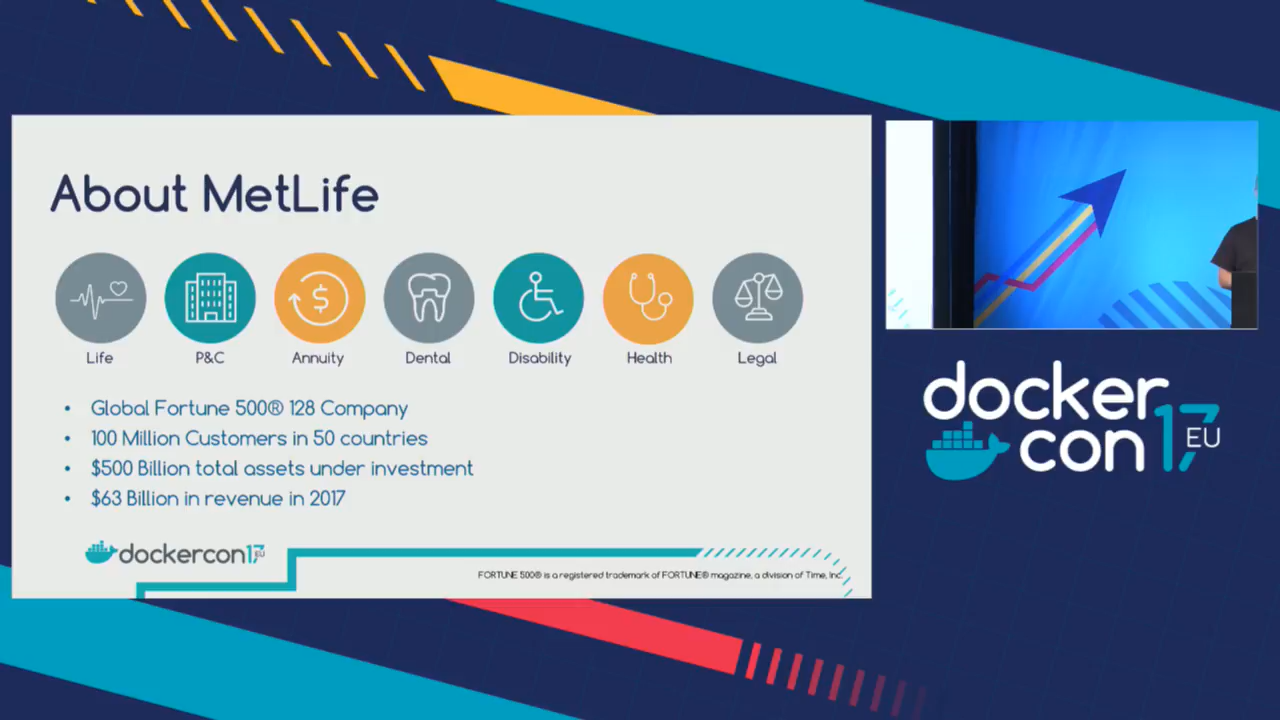 About MetLife
Life
P&C
Annuity
Dental
Disability
Health
Legal
• Global Fortune 500® 128 Company
• 100 Million Customers in 50 countries
• $500 Billion total assets under investment
• $63 Billion in revenue in 2017
dockercon17 EU
FORTUNE 500® is a registered trademark of FORTUNE® magazine, a division of Time, Inc.
docker
con 17 EU